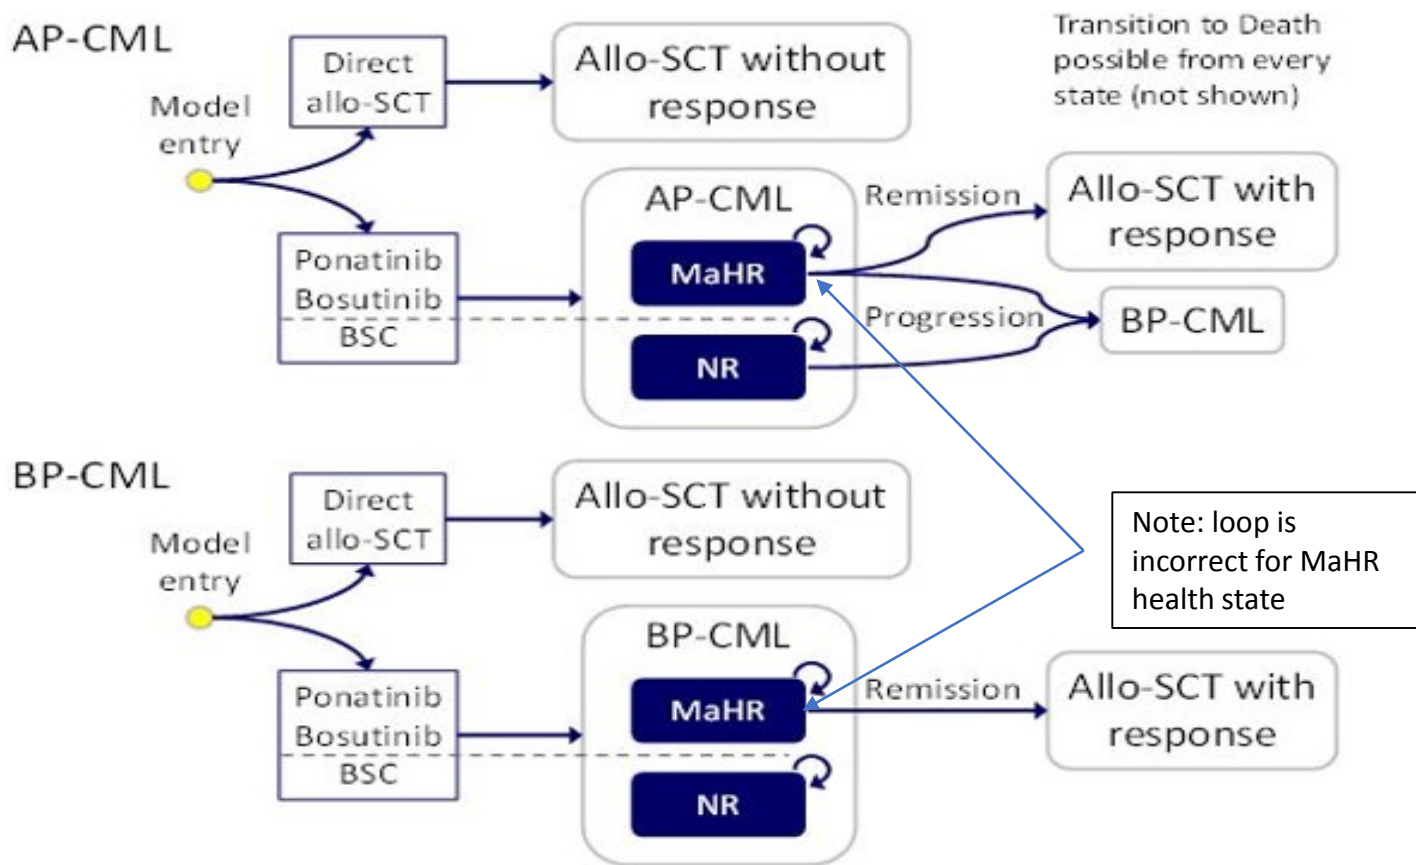 AP-CML
Model
entry
Direct
allo-SCT
Allo-SCT without
response
Transition to Death
possible from every
state (not shown)
Ponatinib
Bosutinib
BSC
AP-CML
MaHR
NR
Remission
Progression
Allo-SCT with
response
BP-CML
BP-CML
Model
entry
Direct
allo-SCT
Allo-SCT without
response
Note: loop is
incorrect for MaHR
health state
Ponatinib
Bosutinib
BSC
BP-CML
MaHR
NR
Remission
Allo-SCT with
response